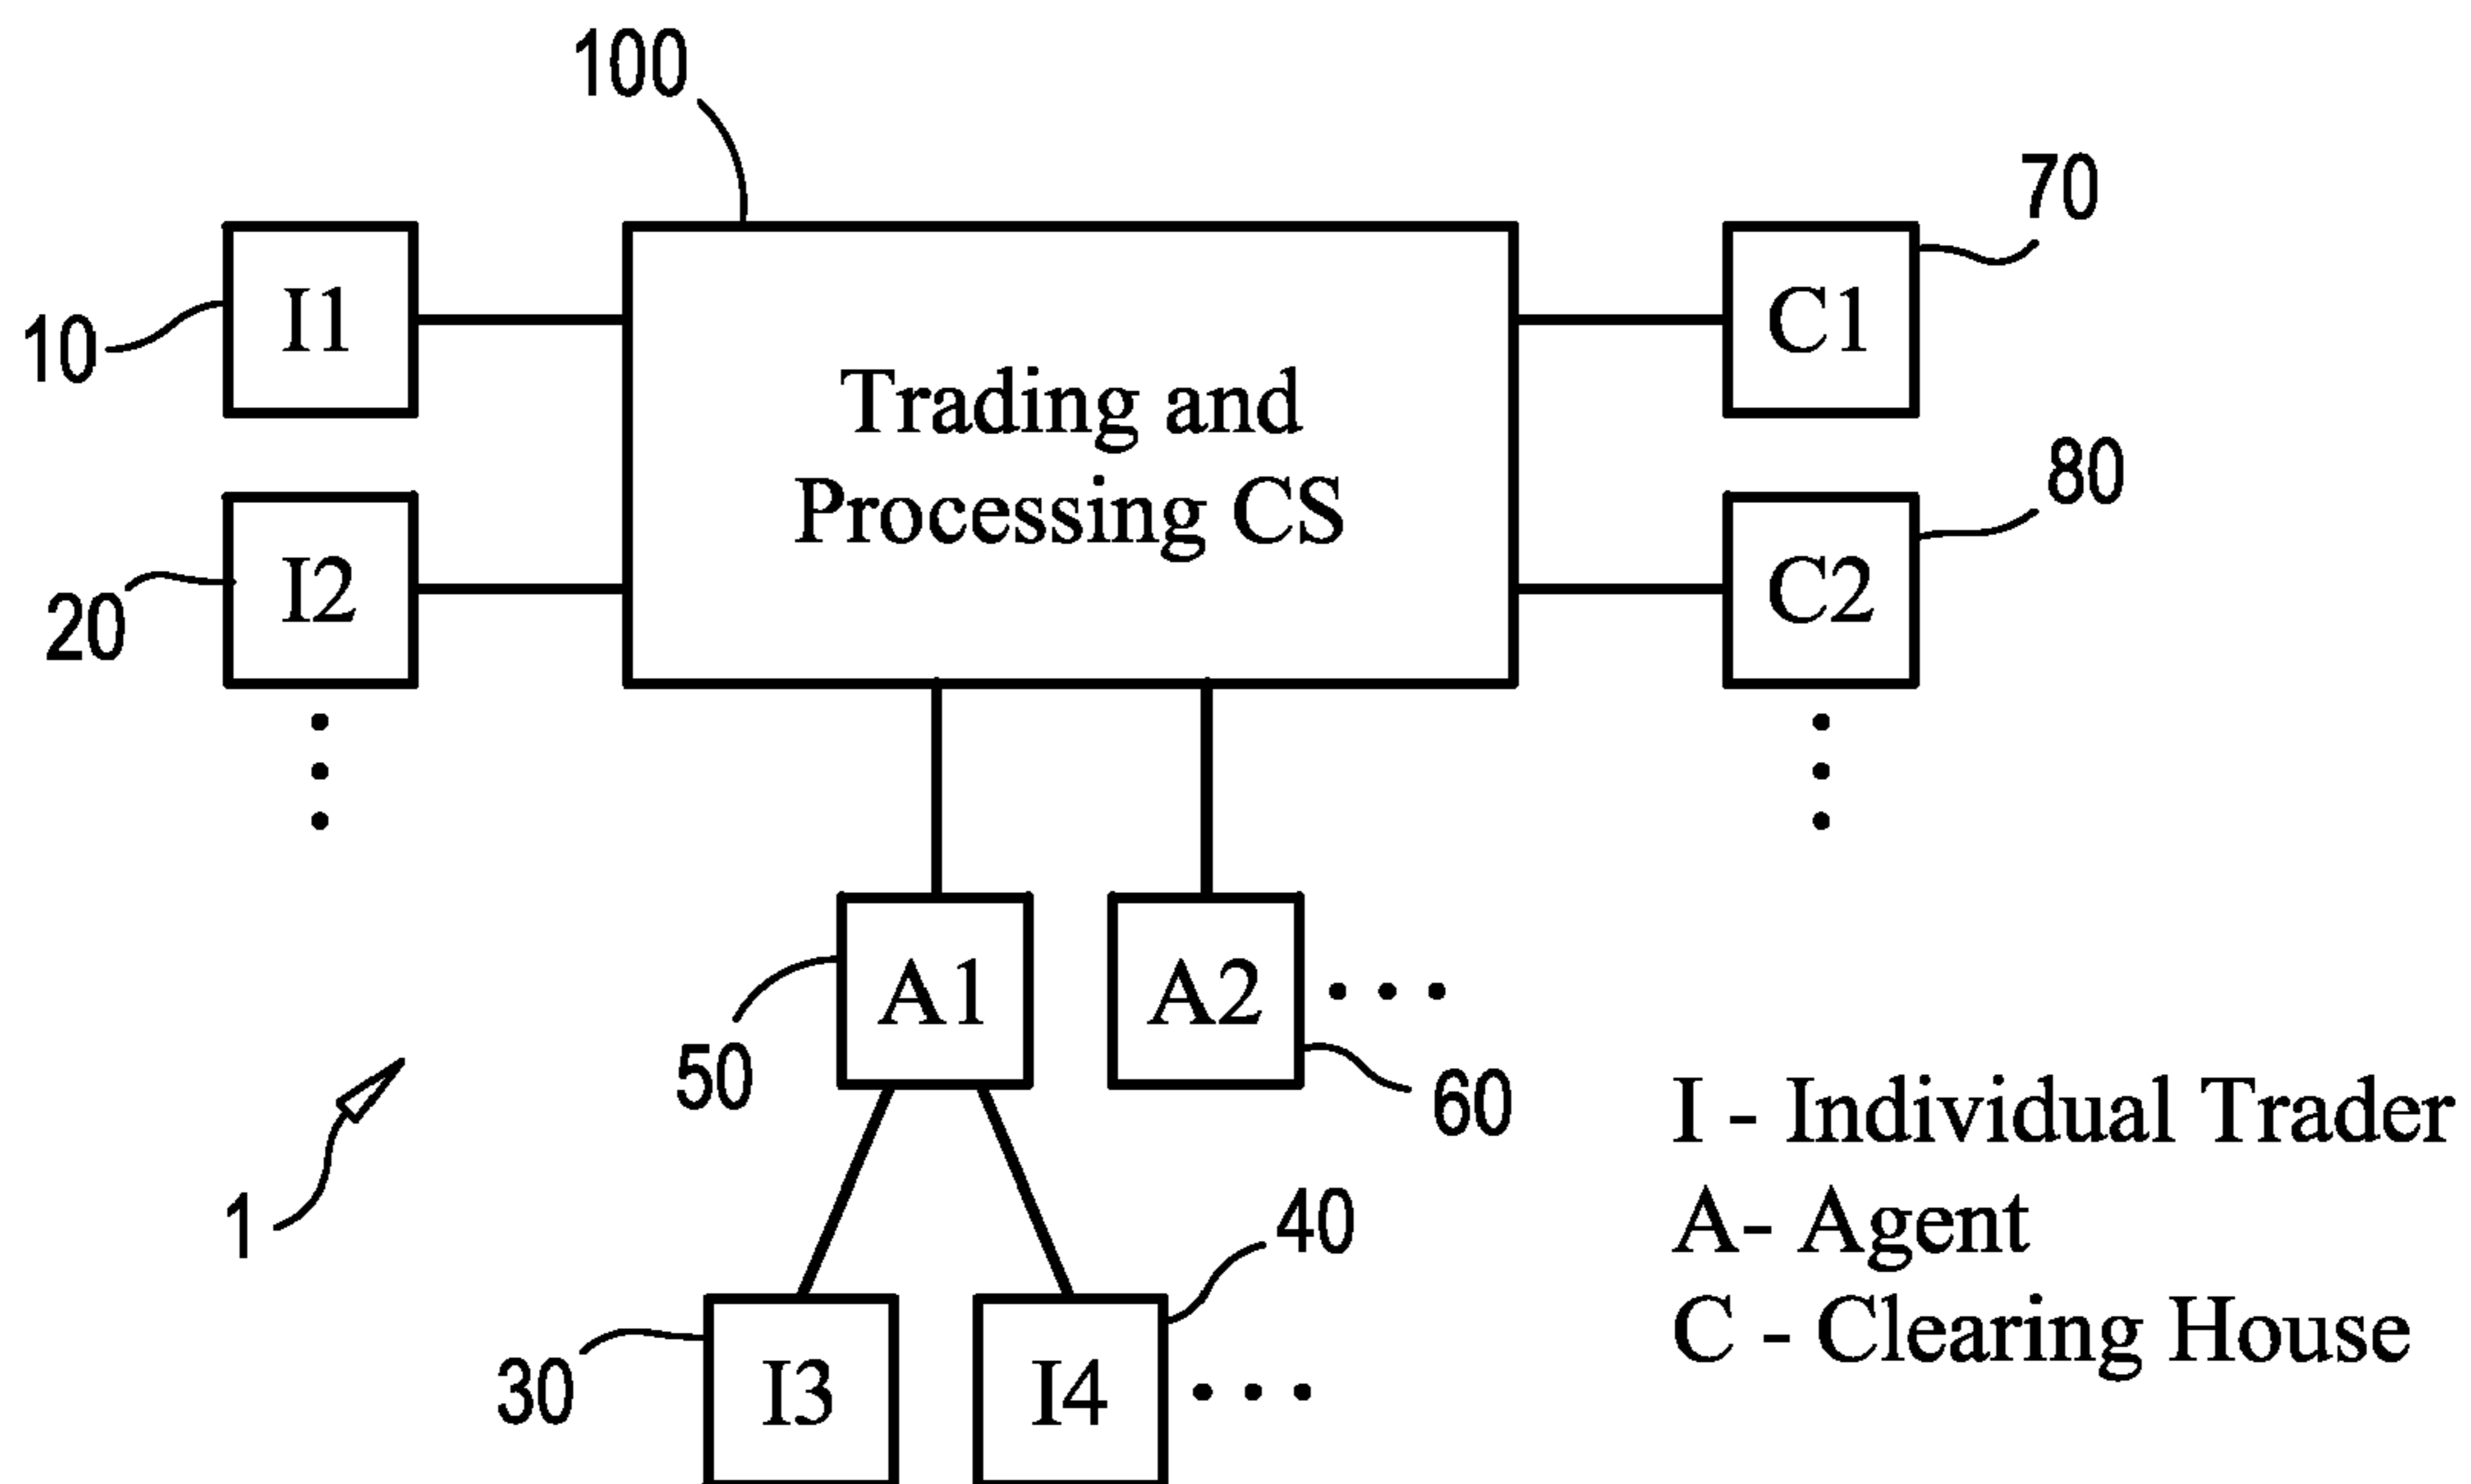 100
70
I1
C1
10
Trading and
80
Processing CS
I2
C2
20
A1
A2
50
60
I - Individual Trader
1
40
A- Agent
C - Clearing House
30
I3
I4